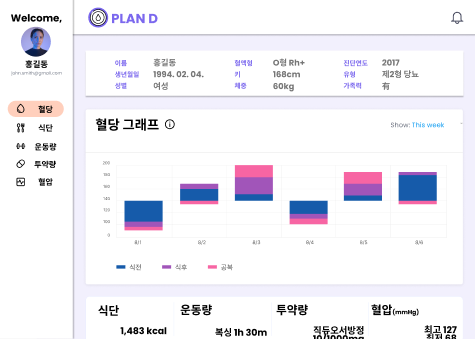 Welcome,
홍길동
john.smith@gmail.com
혈당
식단
운동량
투약량
혈압
PLAN D
이름 홍길동 혈액형 O형 Rh+ 진단연도 2017
생년월일 1994. 02. 04. 키 168cm 유형 제2형 당뇨
성별 여성 체중 60kg 가족력 有
혈당 그래프
Show: This week
200
180
160
140
120
100
0
8/1 8/2 8/3 8/4 8/5 8/6
식전 식후 공복
식단 운동량 투약량 혈압(mmHg)
1,483 kcal 복싱 1h 30m 듀오서방정 최고 127
10/1000mg 최저 68